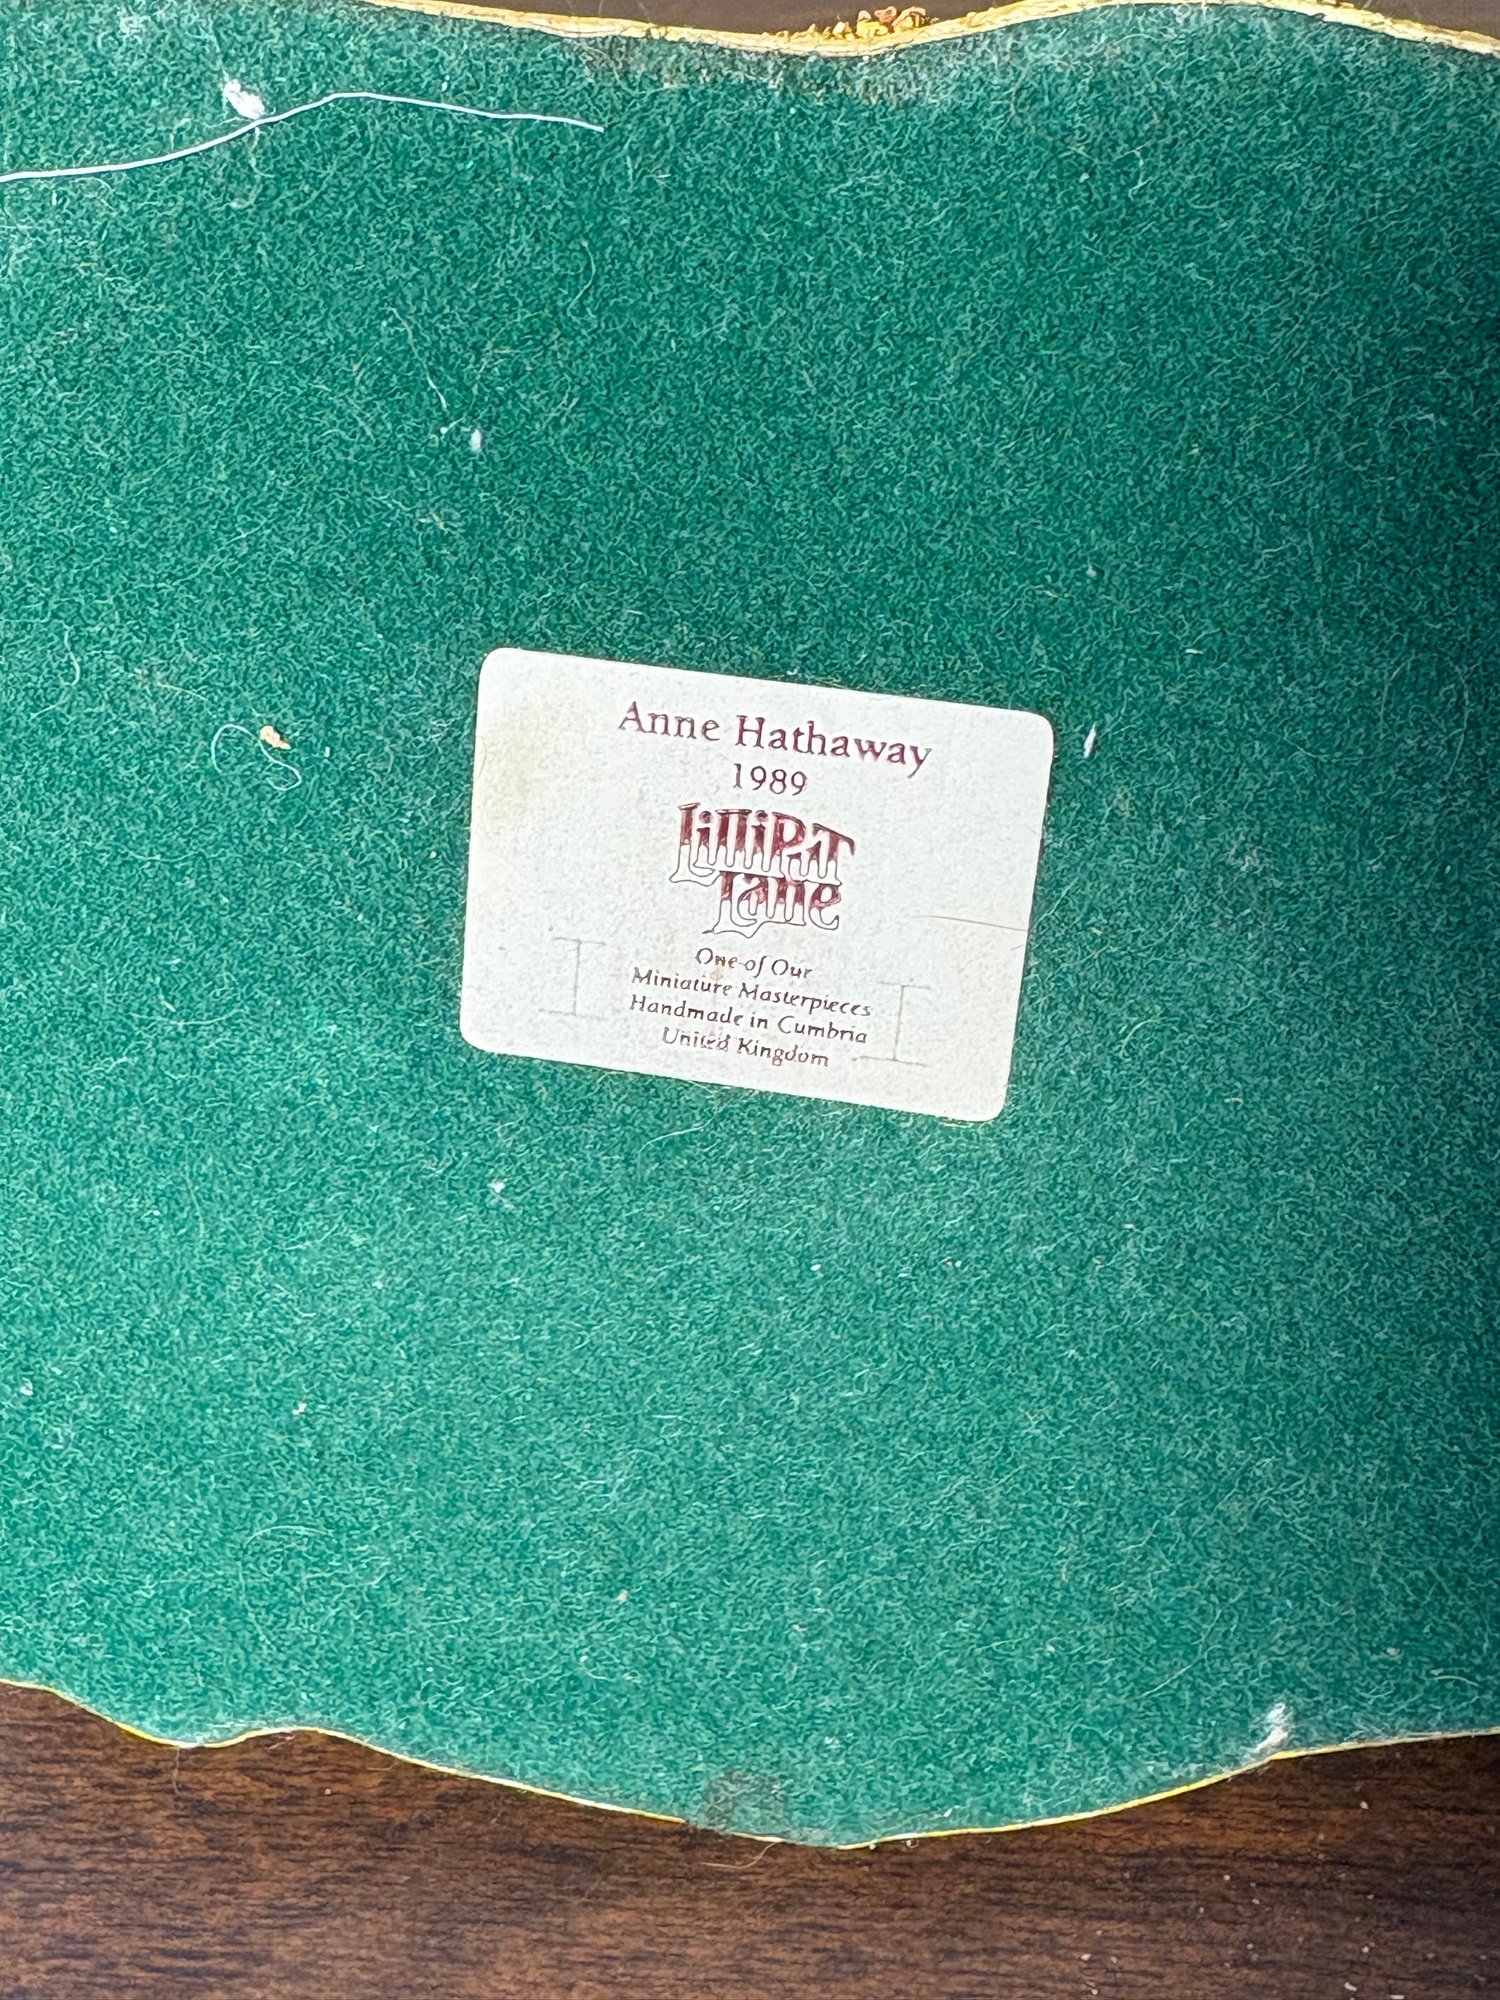 Anne Hathaway
1989
LilliPuT
Lane
One of Our
Miniature Masterpieces
Handmade in Cumbria
United Kingdom